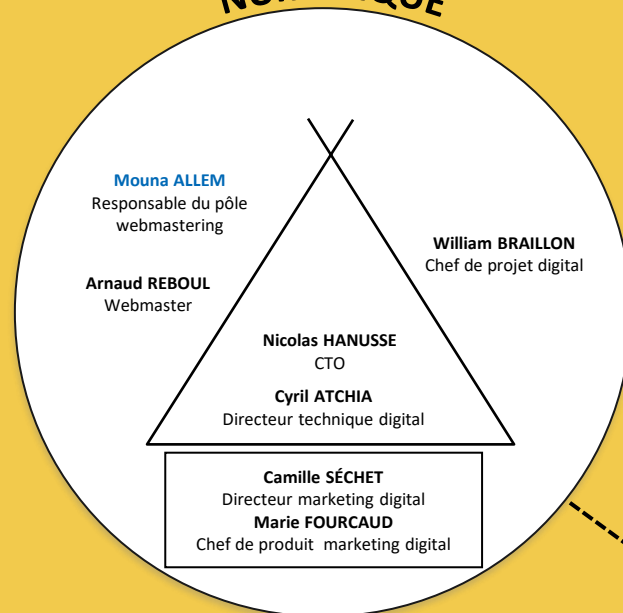 Mouna ALLEM
Responsable du pôle
webmastering
Arnaud REBOUL
Webmaster
William BRAILLON
Chef de projet digital
Nicolas HANUSSE
CTO
Cyril ATCHIA
Directeur technique digital
Camille SÉCHET
Directeur marketing digital
Marie FOURCAUD
Chef de produit marketing digital